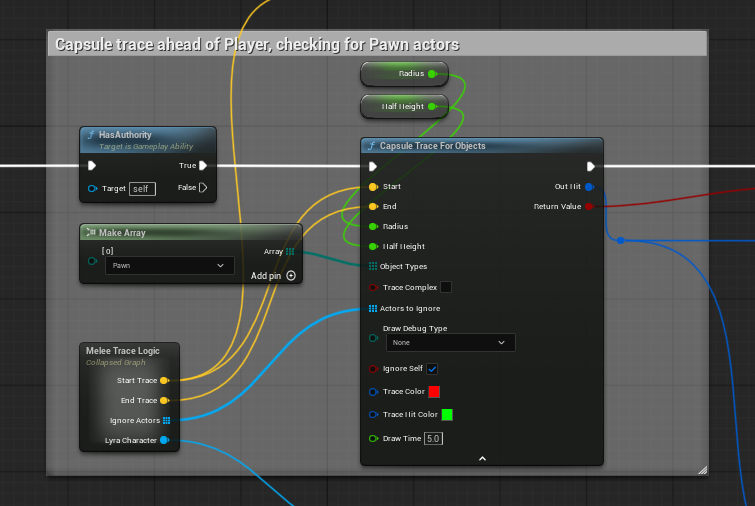 Capsule trace ahead of Player, checking for Pawn actors
Radius
Half Height
HasAuthority
Target is Gameplay Ability
True
Target self
False
Make Array
[0]
Pawn
Array
Add pin
Melee Trace Logic
Collapsed Graph
Start Trace
End Trace
Ignore Actors
Lyra Character
Capsule Trace For Objects
Start
Out Hit
End
Return Value
Radius
Half Height
Object Types
Trace Complex
Actors to Ignore
Draw Debug Type
None
Ignore Self
Trace Color
Trace Hit Color
Draw Time 5.0